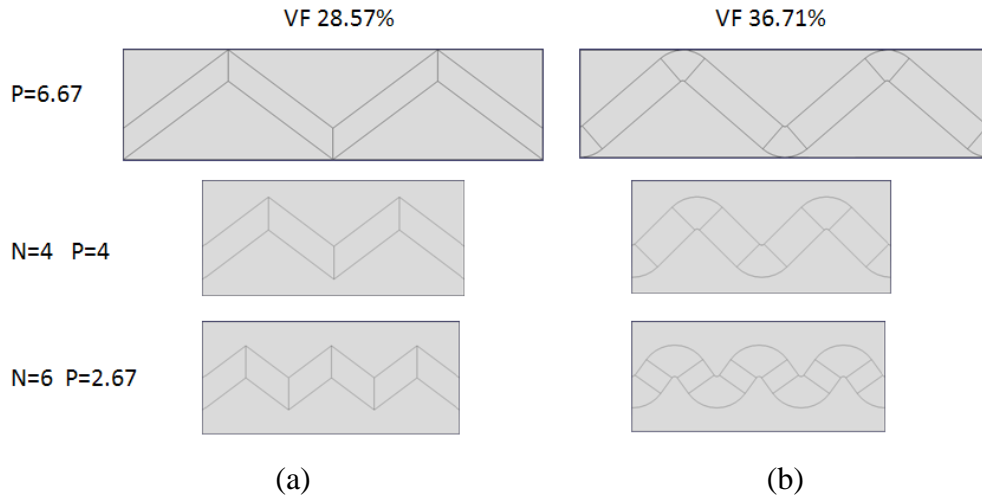 VF 28.57% VF 36.71%
P=6.67
N=4 P=4
N=6 P=2.67
(a) (b)